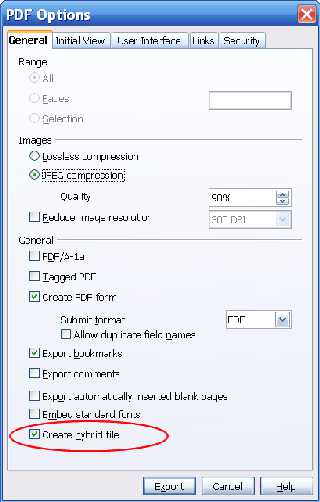 PDF Options
General Initial View User Interface Links Security
Range
All
Pages
Selection
Images
Lossless compression
JPEG compression
Quality 90%
Reduce image resolution 300 DPI
General
PDF/A-1a
Tagged PDF
Create PDF form
Submit format PDF
Allow duplicate field names
Export bookmarks
Export comments
Export automatically inserted blank pages
Embed standard fonts
Create hybrid file
Export Cancel Help